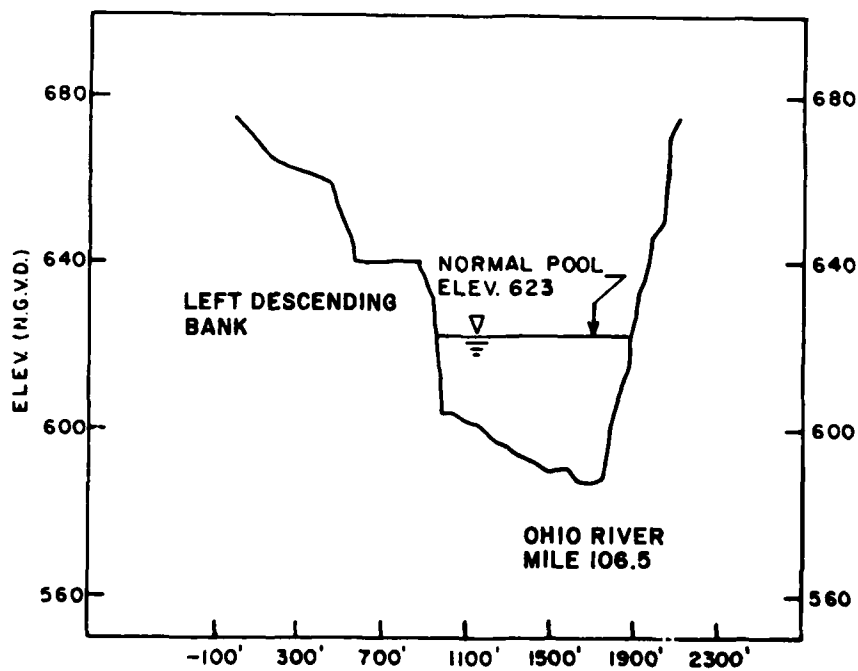 680
640
600
560
ELEV. (N.G.V.D.)
LEFT DESCENDING
BANK
NORMAL POOL
ELEV. 623
OHIO RIVER
MILE 106.5
680
640
600
560
-100' 300' 700' 1100' 1500' 1900' 2300'